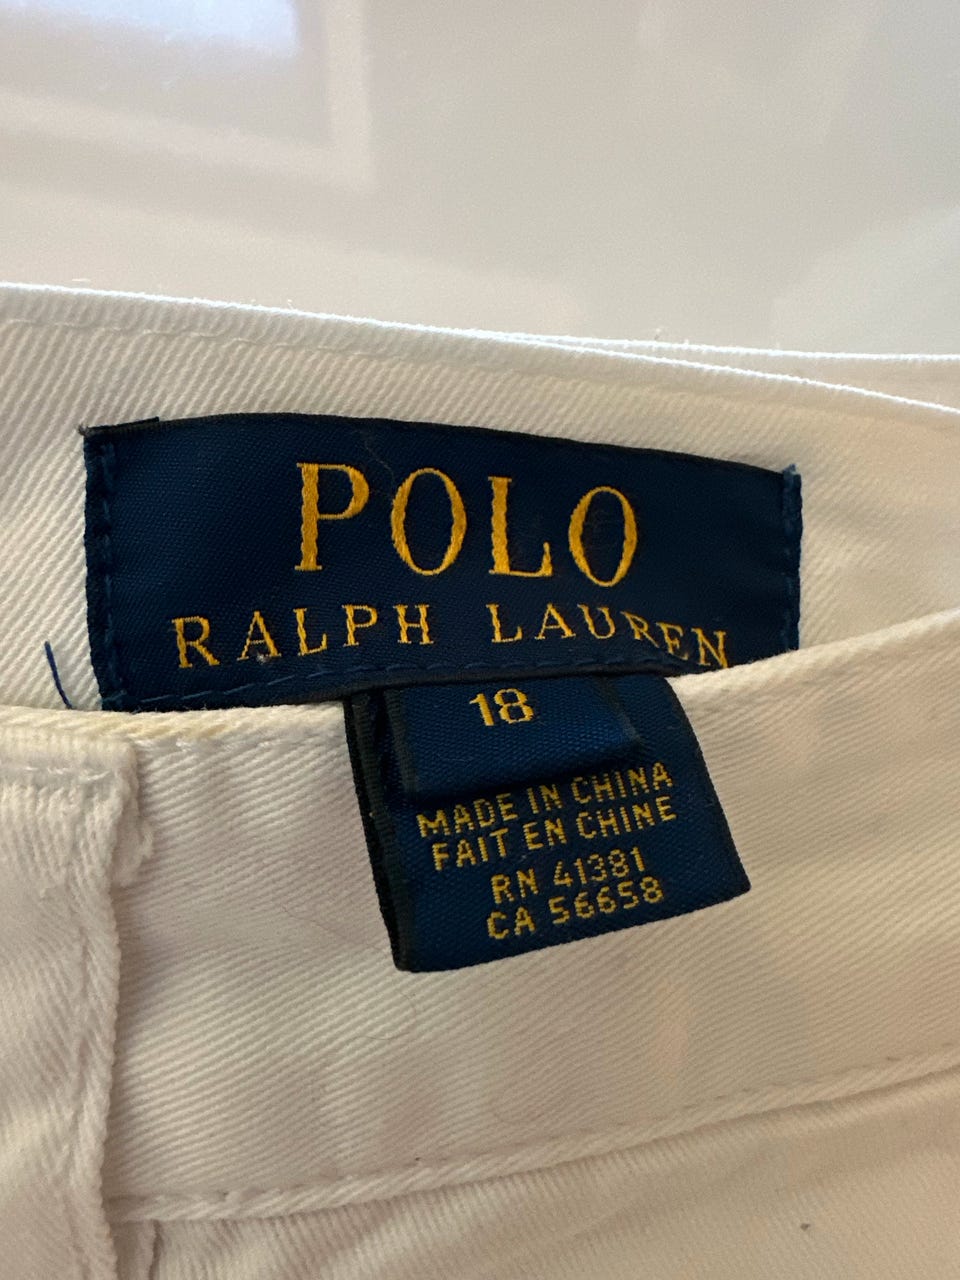 POLO
RALPH LAUREN
18
MADE IN CHINA
FAIT EN CHINE
RN 41381
CA 56658